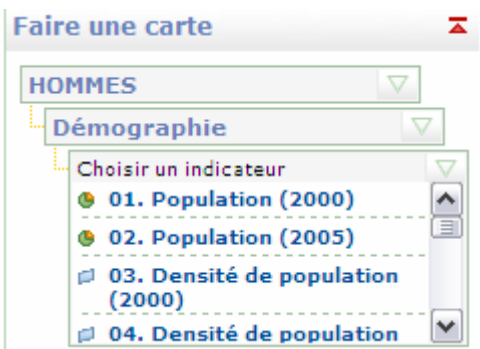 Faire une carte
HOMMES
Démographie
Choisir un indicateur
01. Population (2000)
02. Population (2005)
03. Densité de population
(2000)
04. Densité de population